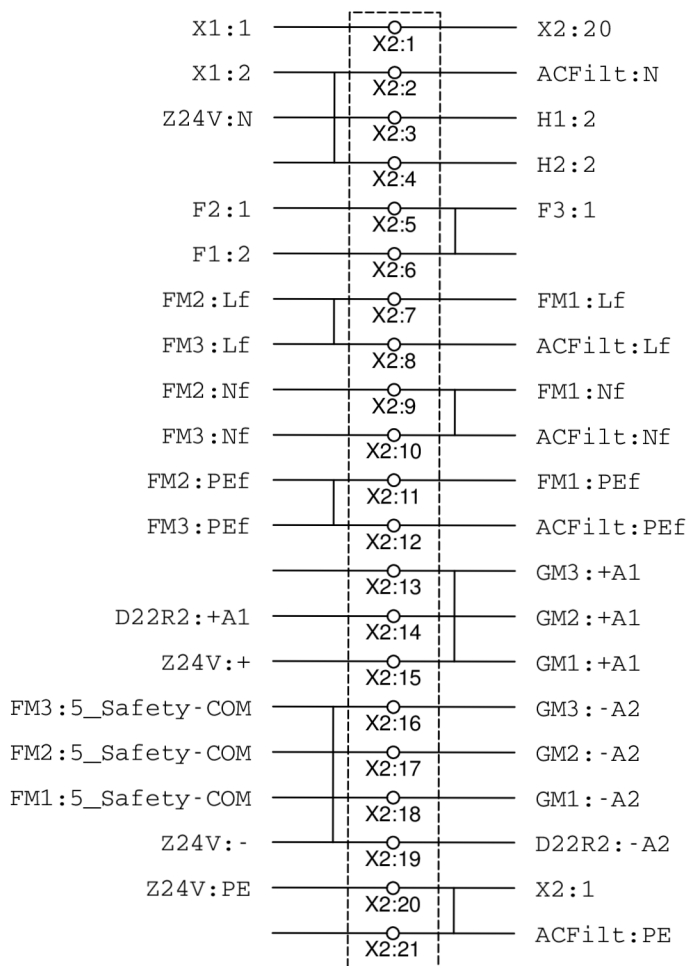 X1:1 X2:1 X2:20
X1:2 X2:2 ACFilt:N
Z24V:N X2:3 H1:2
X2:4 H2:2
F2:1 X2:5 F3:1
F1:2 X2:6
FM2:Lf X2:7 FM1:Lf
FM3:Lf X2:8 ACFilt:Lf
FM2:Nf X2:9 FM1:Nf
FM3:Nf X2:10 ACFilt:Nf
FM2:PEf X2:11 FM1:PEf
FM3:PEf X2:12 ACFilt:PEf
X2:13 GM3:+A1
D22R2:+A1 X2:14 GM2:+A1
Z24V:+ X2:15 GM1:+A1
FM3:5_Safety-COM X2:16 GM3:-A2
FM2:5_Safety-COM X2:17 GM2:-A2
FM1:5_Safety-COM X2:18 GM1:-A2
Z24V:- X2:19 D22R2:-A2
Z24V:PE X2:20 X2:1
X2:21 ACFilt:PE